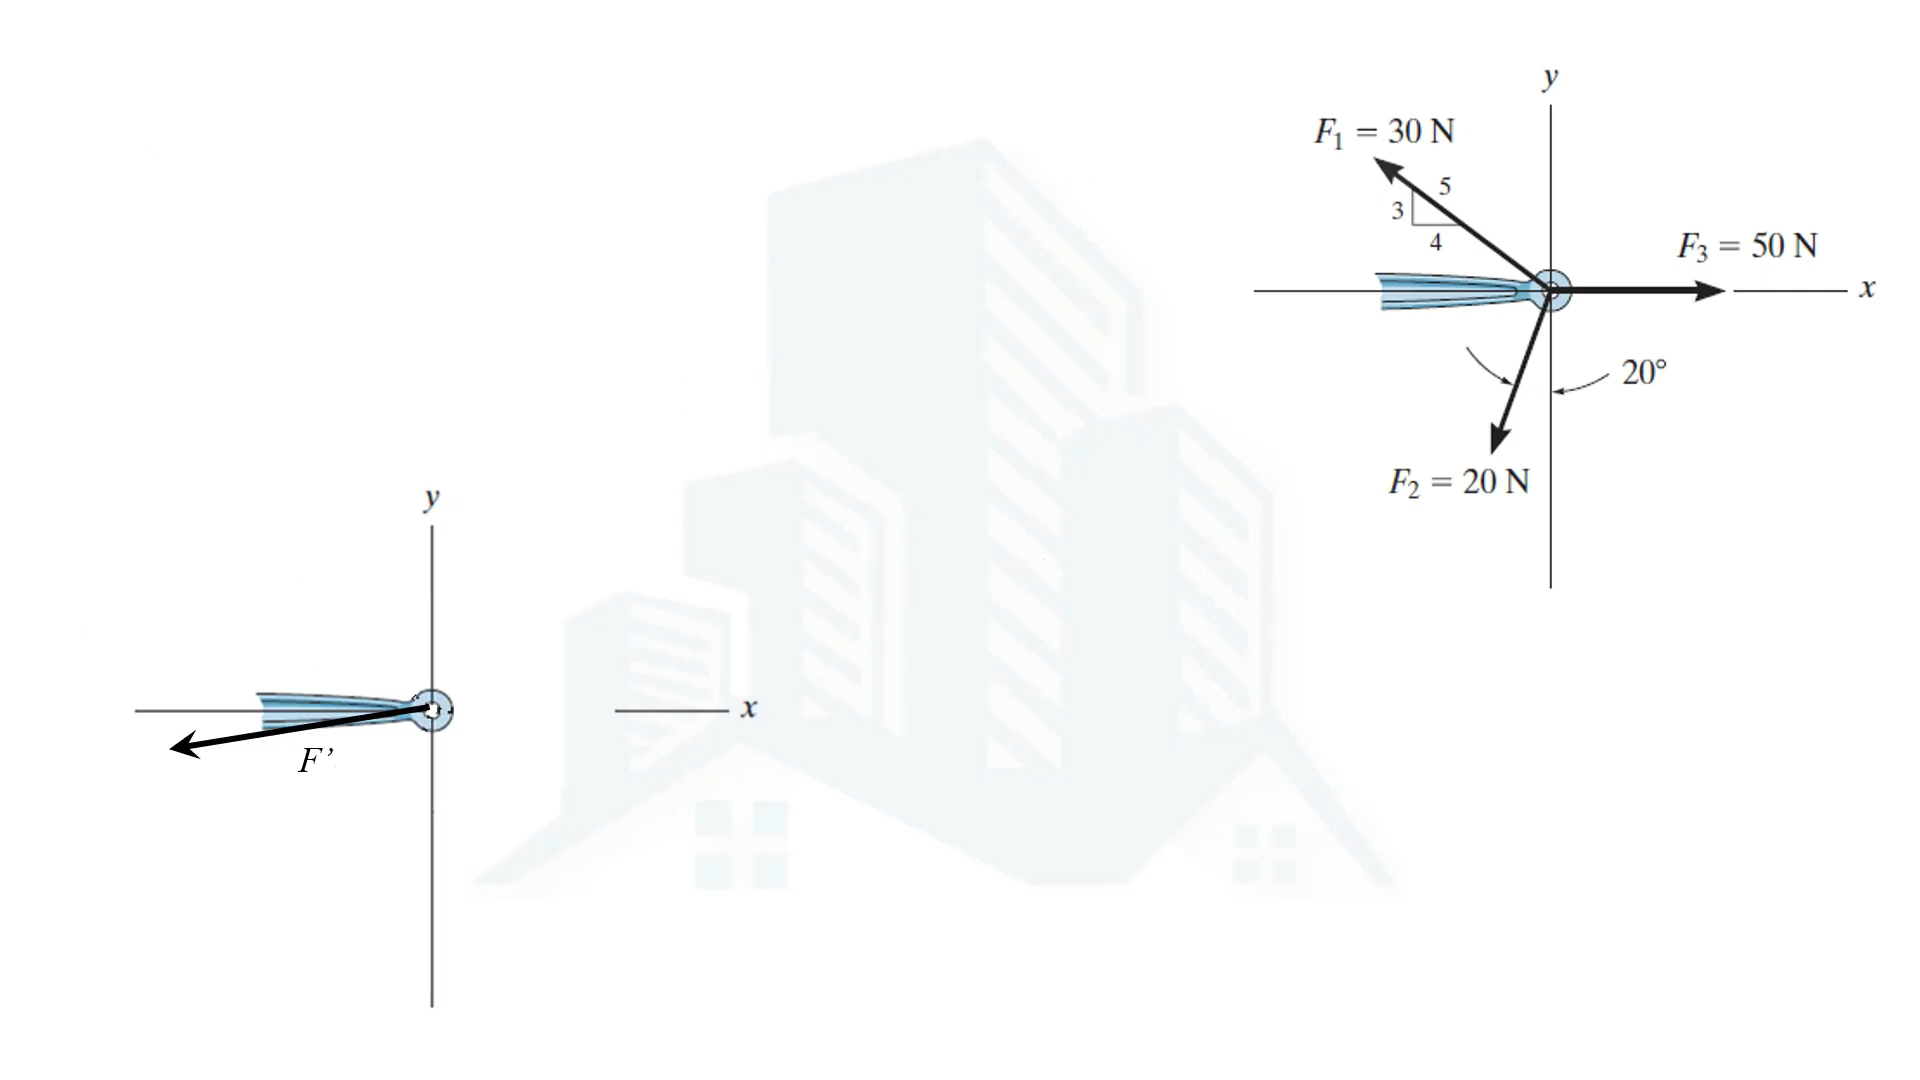 y
F₁ = 30 N
5
3
4
F₃ = 50 N
x
20°
F₂ = 20 N
y
x
F’